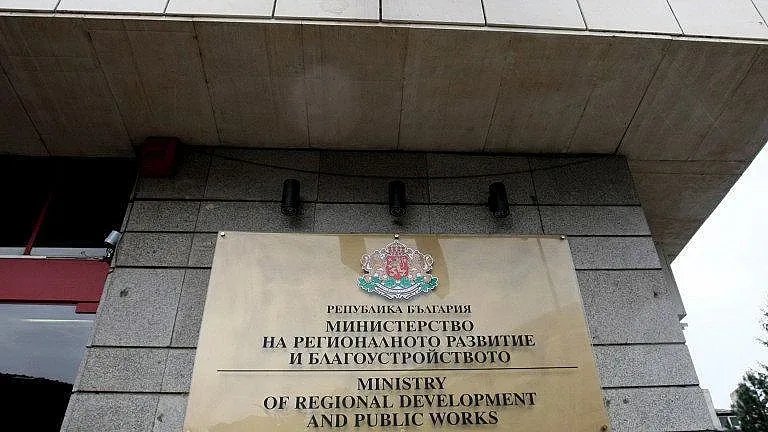 РЕПУБЛИКА БЪЛГАРИЯ
МИНИСТЕРСТВО
НА РЕГИОНАЛНОТО РАЗВИТИЕ
И БЛАГОУСТРОЙСТВОТО
MINISTRY
OF REGIONAL DEVELOPMENT
AND PUBLIC WORKS